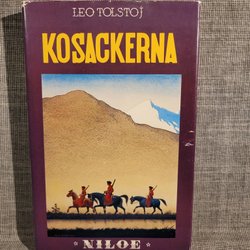 LEO TOLSTOJ
KOSACKERNA
* NILOE *